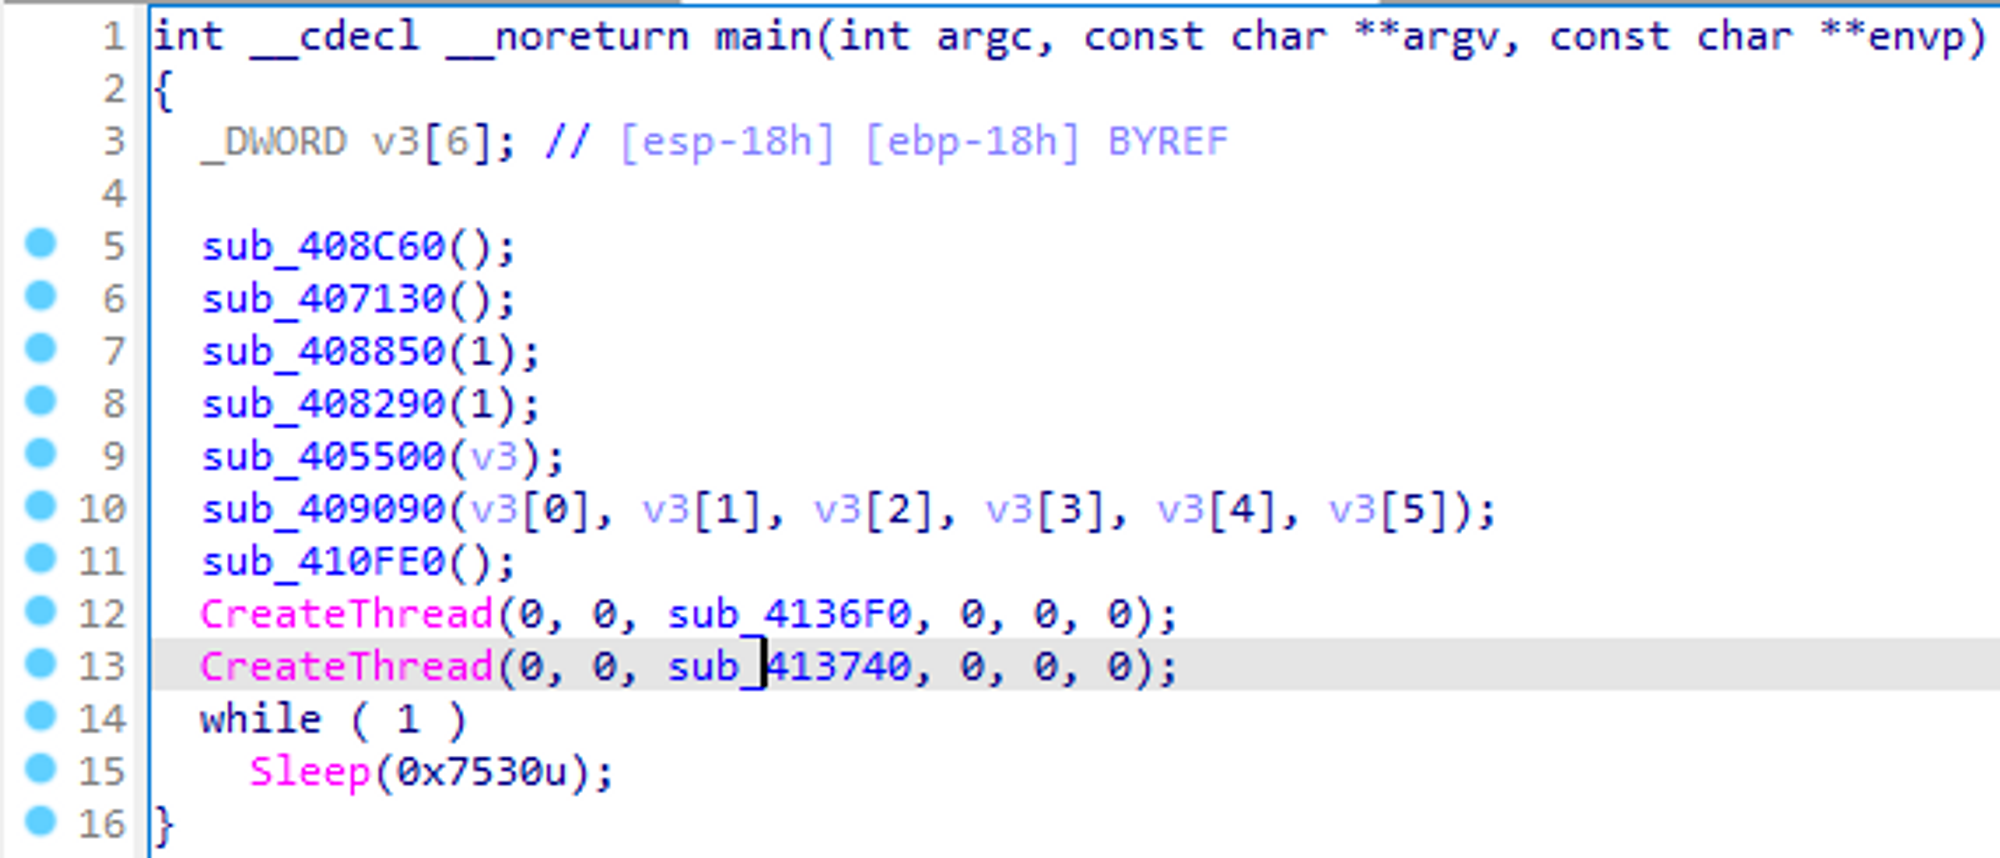 1 int __cdecl __noreturn main(int argc, const char **argv, const char **envp)
2 {
3   _DWORD v3[6]; // [esp-18h] [ebp-18h] BYREF
4
5   sub_408C60();
6   sub_407130();
7   sub_408850(1);
8   sub_408290(1);
9   sub_405500(v3);
10   sub_409090(v3[0], v3[1], v3[2], v3[3], v3[4], v3[5]);
11   sub_410FE0();
12   CreateThread(0, 0, sub_4136F0, 0, 0, 0);
13   CreateThread(0, 0, sub_413740, 0, 0, 0);
14   while ( 1 )
15     Sleep(0x7530u);
16 }